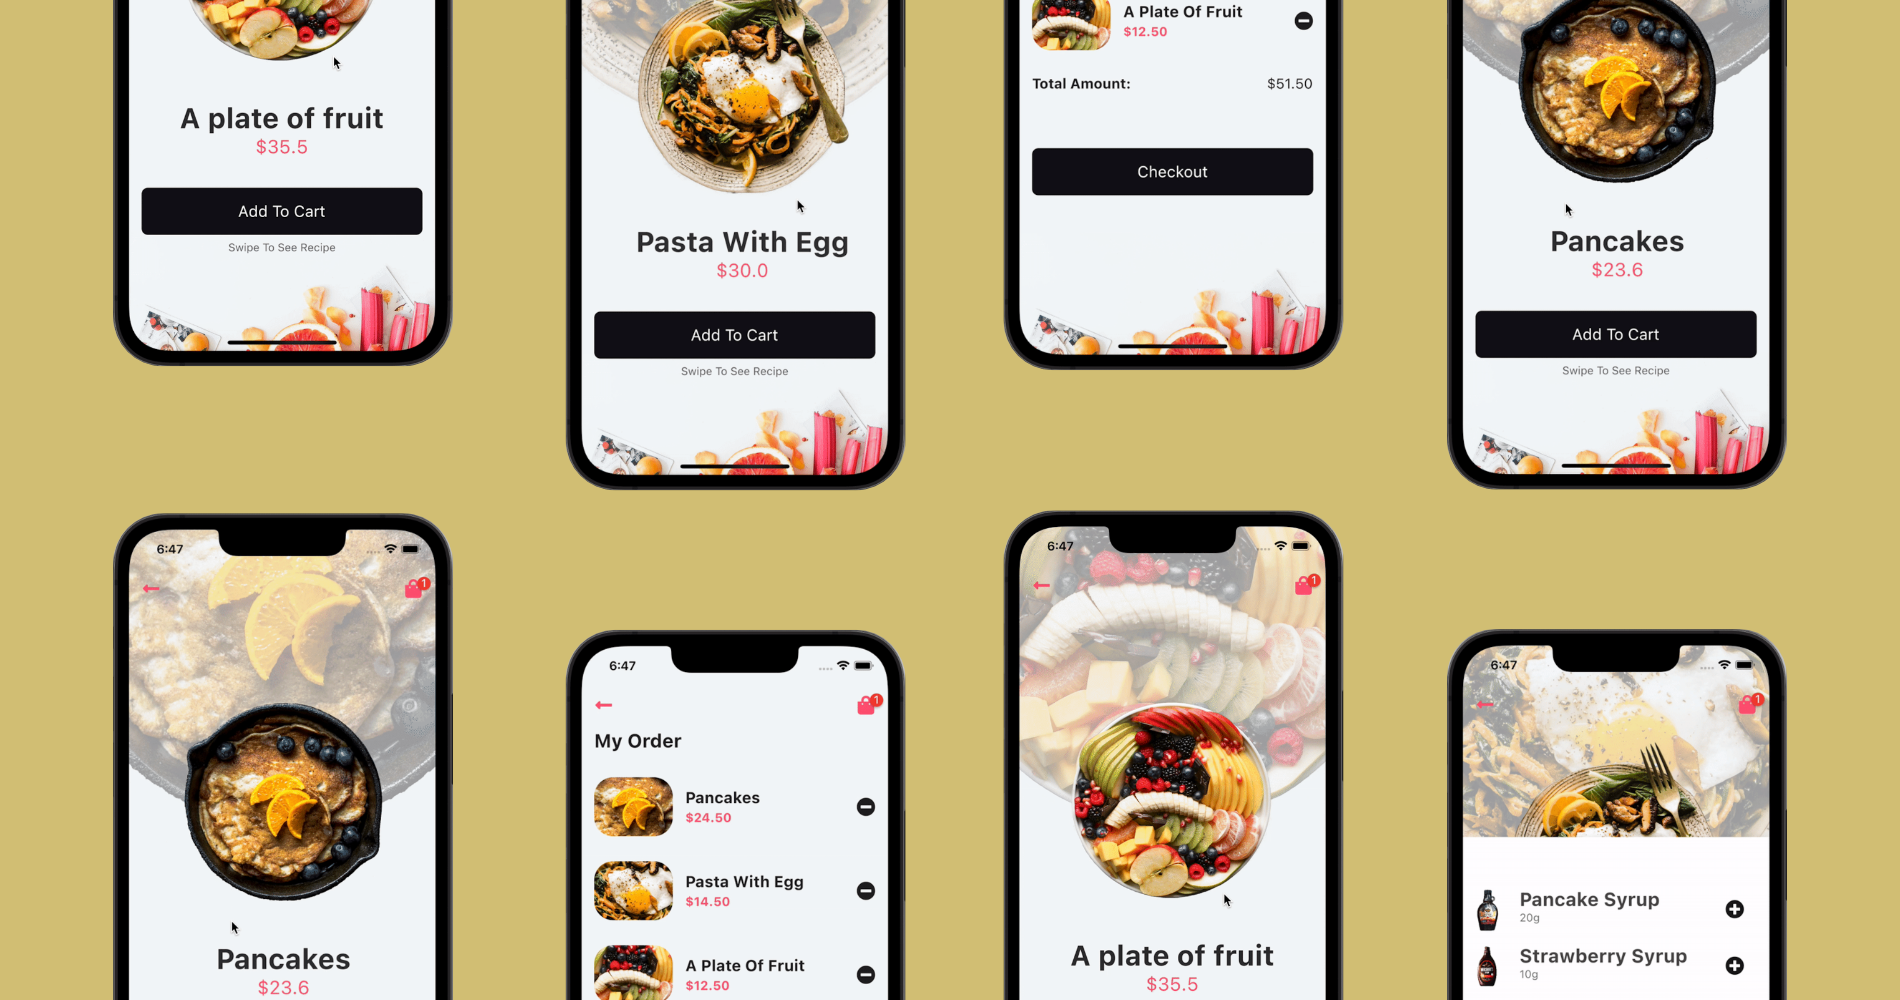 A plate of fruit
$35.5
Add To Cart
Swipe To See Recipe
Pasta With Egg
$30.0
Add To Cart
Swipe To See Recipe
A Plate Of Fruit
$12.50
Total Amount:
$51.50
Checkout
Pancakes
$23.6
Add To Cart
Swipe To See Recipe
6:47
1
Pancakes
$23.6
6:47
1
My Order
Pancakes
$24.50
Pasta With Egg
$14.50
A Plate Of Fruit
$12.50
6:47
1
A plate of fruit
$35.5
6:47
1
Pancake Syrup
20g
Strawberry Syrup
10g